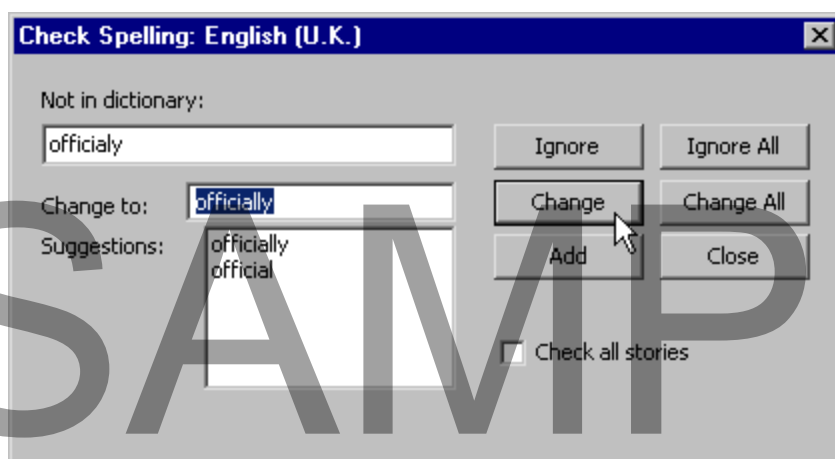 Check Spelling: English (U.K.)
Not in dictionary:
officialy
Ignore
Ignore All
Change to:
officially
Change
Change All
Suggestions:
officially
official
Add
Close
Check all stories
SAMP